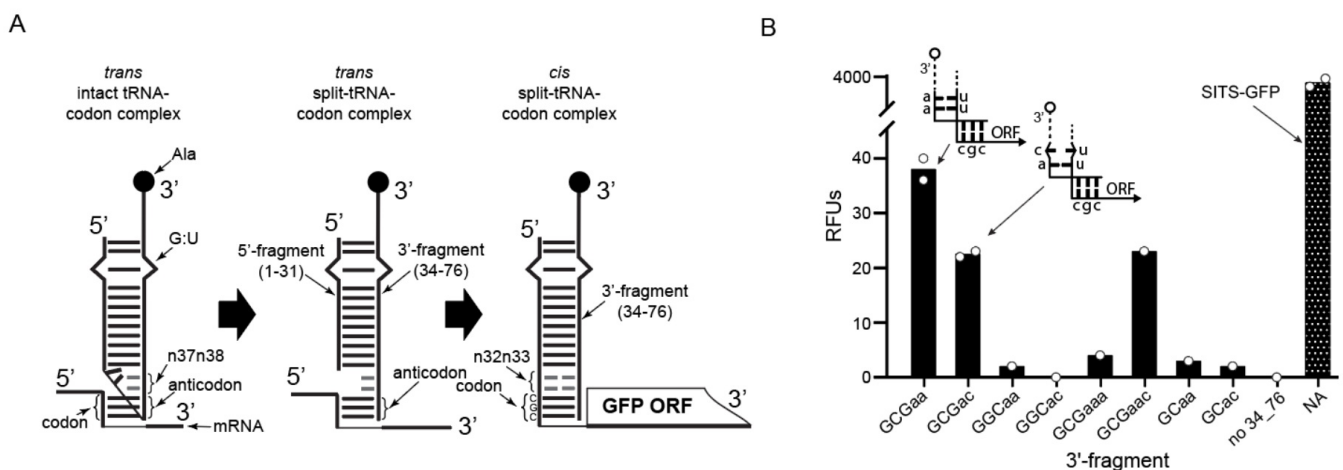 A
trans
intact tRNA-
codon complex
trans
split-tRNA-
codon complex
cis
split-tRNA-
codon complex
Ala
3’
5’
G:U
n37n38
anticodon
5’
3’
codon
mRNA
3’
5’
5’-fragment
(1-31)
3’-fragment
(34-76)
anticodon
5’
3’
3’
5’
3’-fragment
(34-76)
n32n33
codon
C
G
C
GFP ORF
3’
B
RFUs
4000
40
30
20
10
0
3’
a u
a u
ORF
c g c
3’
c u
a u
ORF
c g c
SITS-GFP
GCGaa
GCGac
GGCaa
GGCac
GCGaaa
GCGaac
GCaa
GCac
no 34_76
NA
3'-fragment